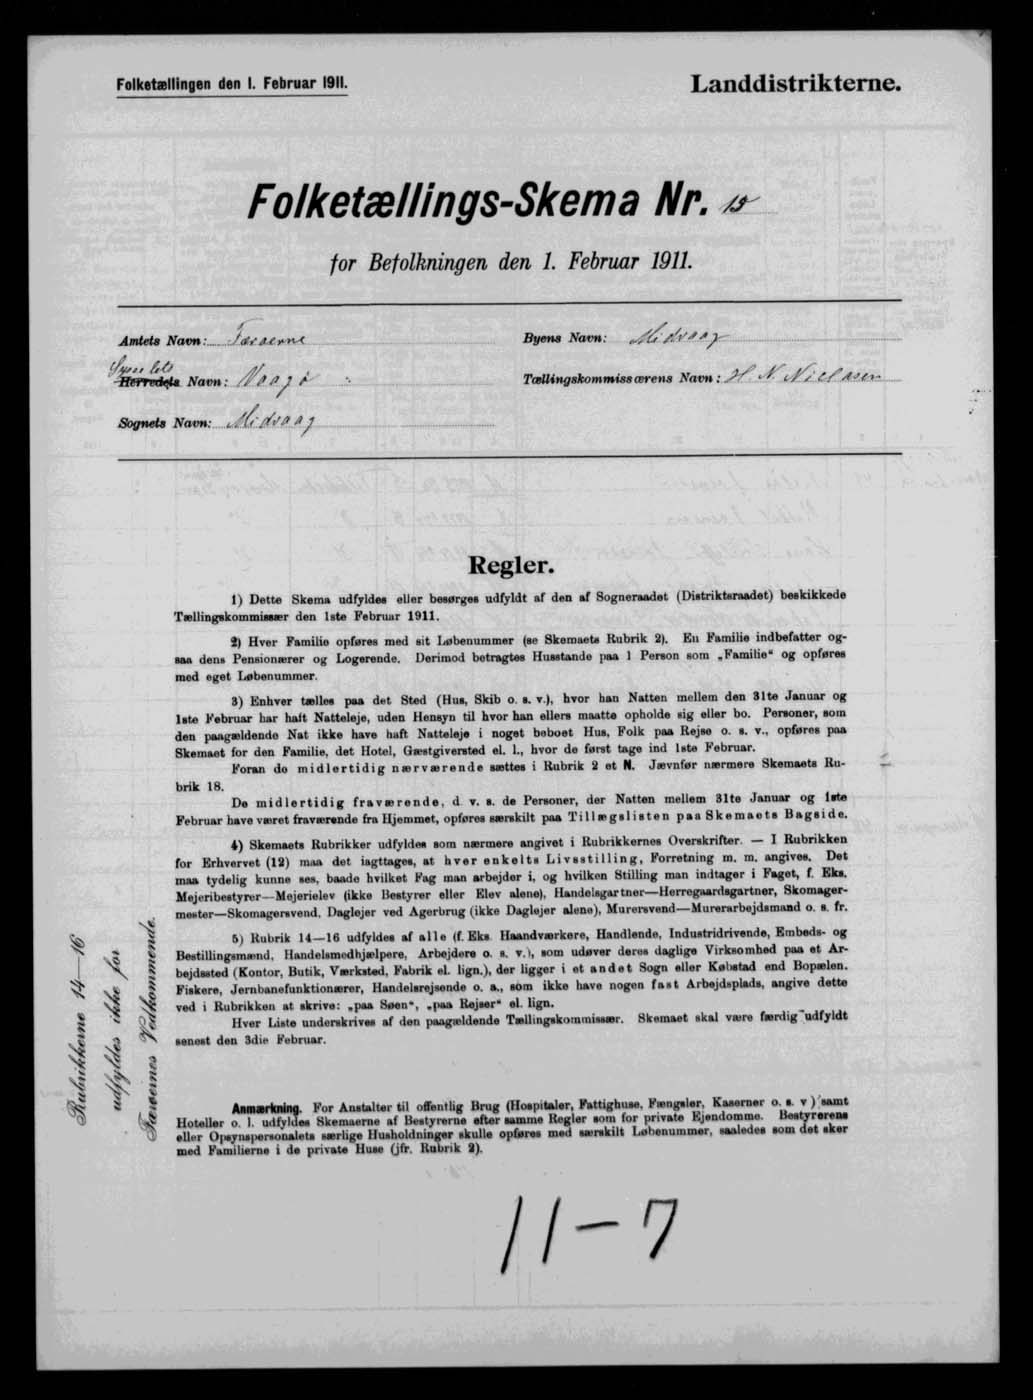 Folketællingen den 1. Februar 1911.
Landdistrikterne.
Folketællings-Skema Nr. 15
for Befolkningen den 1. Februar 1911.
Amtets Navn: Færøerne
Byens Navn: Midvaag
Sysselets
Herredets Navn: Vaagø
Tællingskommissærens Navn: H. N. Niclasen
Sognets Navn: Midvaag
Regler.
1) Dette Skema udfyldes eller besørges udfyldt af den af Sogneraadet (Distriktsraadet) beskikkede
Tællingskommissær den 1ste Februar 1911.
2) Hver Familie opføres med sit Løbenummer (se Skemaets Rubrik 2). En Familie indbefatter og-
saa dens Pensionærer og Logerende. Derimod betragtes Husstande paa 1 Person som „Familie“ og opføres
med eget Løbenummer.
3) Enhver tælles paa det Sted (Hus, Skib o. s. v.), hvor han Natten mellem den 31te Januar og
1ste Februar har haft Natteleje, uden Hensyn til hvor han ellers maatte opholde sig eller bo. Personer, som
den paagældende Nat ikke have haft Natteleje i noget beboet Hus, Folk paa Rejse o. s. v., opføres paa
Skemaet for den Familie, det Hotel, Gæstgiversted el. l., hvor de først tage ind 1ste Februar.
Foran de midlertidig nærværende sættes i Rubrik 2 et N. Jævnfør nærmere Skemaets Ru-
brik 18.
De midlertidig fraværende, d. v. s. de Personer, der Natten mellem 31te Januar og 1ste
Februar have været fraværende fra Hjemmet, opføres særskilt paa Tillægslisten paa Skemaets Bagside.
4) Skemaets Rubrikker udfyldes som nærmere angivet i Rubrikkernes Overskrifter. — I Rubrikken
for Erhvervet (12) maa det iagttages, at hver enkelts Livsstilling, Forretning m. m. angives. Det
maa tydelig kunne ses, baade hvilket Fag man arbejder i, og hvilken Stilling man indtager i Faget, f. Eks.
Mejeribestyrer—Mejerielev (ikke Bestyrer eller Elev alene), Handelsgartner—Herregaardsgartner, Skomager-
mester—Skomagersvend, Daglejer ved Agerbrug (ikke Daglejer alene), Murersvend—Murerarbejdsmand o. s. fr.
5) Rubrik 14—16 udfyldes af alle (f. Eks. Haandværkere, Handlende, Industridrivende, Embeds- og
Bestillingsmænd, Handelsmedhjælpere, Arbejdere o. s. v.), som udøver deres daglige Virksomhed paa et Ar-
bejdssted (Kontor, Butik, Værksted, Fabrik el. lign.), der ligger i et andet Sogn eller Købstad end Bopælen.
Fiskere, Jernbanefunktionærer, Handelsrejsende o. a., som ikke have nogen fast Arbejdsplads, angive dette
ved i Rubrikken at skrive: „paa Søen“, „paa Rejser“ el. lign.
Hver Liste underskrives af den paagældende Tællingskommissær. Skemaet skal være færdig udfyldt
senest den 3die Februar.
Rubrikkerne 14—16
udfyldes ikke for
Færøernes Vedkommende.
Anmærkning. For Anstalter til offentlig Brug (Hospitaler, Fattighuse, Fængsler, Kaserner o. s. v.) samt
Hoteller o. l. udfyldes Skemaerne af Bestyrerne efter samme Regler som for private Ejendomme. Bestyrerens
eller Opsynspersonalets særlige Husholdninger skulle opføres med særskilt Løbenummer, saaledes som det sker
med Familierne i de private Huse (jfr. Rubrik 2).
11-7